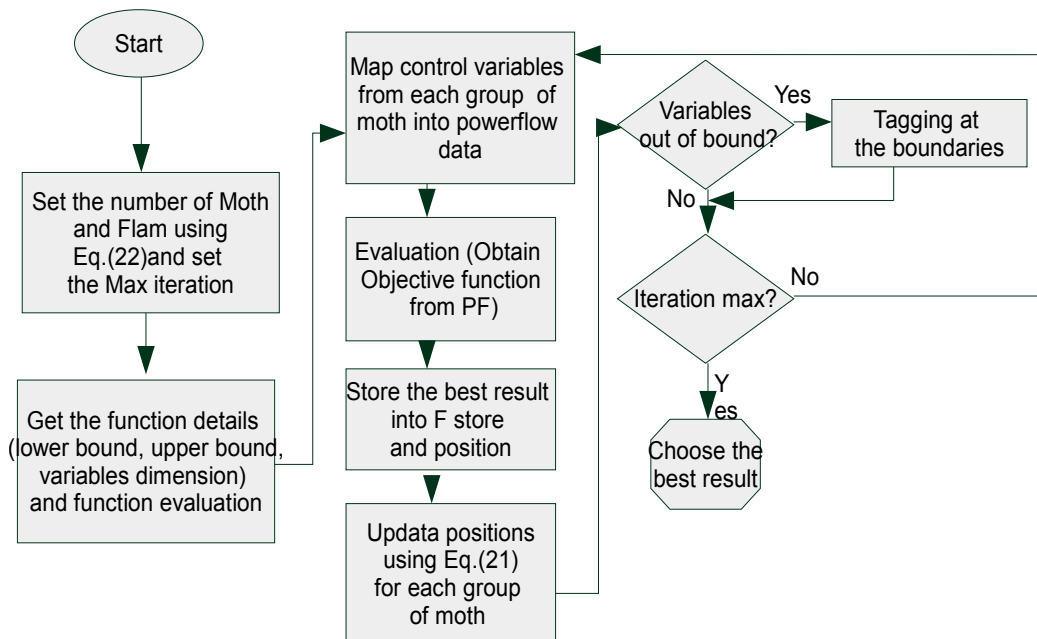 Start
Set the number of Moth
and Flam using
Eq.(22)and set
the Max iteration
Get the function details
(lower bound, upper bound,
variables dimension)
and function evaluation
Map control variables
from each group of
moth into powerflow
data
Evaluation (Obtain
Objective function
from PF)
Store the best result
into F store
and position
Updata positions
using Eq.(21)
for each group
of moth
Variables
out of bound?
Yes
Tagging at
the boundaries
No
Iteration max?
No
Y
es
Choose the
best result